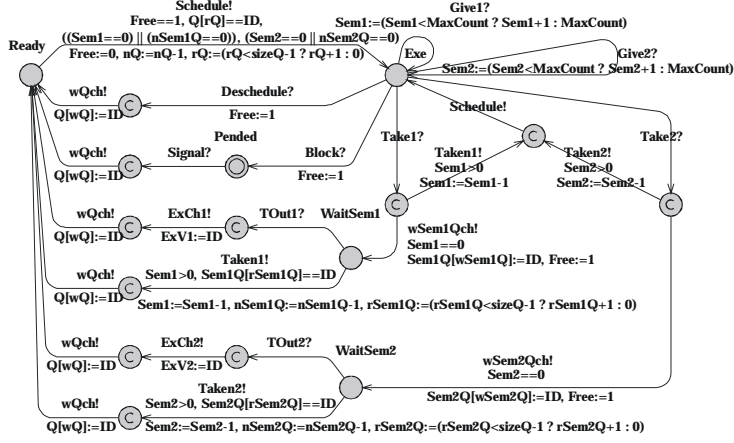 Schedule!
Give1?
Free==1, Q[rQ]==ID,
Sem1:=(Sem1<MaxCount ? Sem1+1 : MaxCount)
Ready
((Sem1==0) || (nSem1Q==0)), (Sem2==0 || nSem2Q==0)
Free:=0, nQ:=nQ-1, rQ:=(rQ<sizeQ-1 ? rQ+1 : 0)
Exe
Give2?
Sem2:=(Sem2<MaxCount ? Sem2+1 : MaxCount)
wQch!
Deschedule?
C
Q[wQ]:=ID
Free:=1
Schedule!
Pended
Take1?
Take2?
C
wQch!
Signal?
Block?
Taken1!
Taken2!
C
Q[wQ]:=ID
Free:=1
Sem1>0
Sem2>0
Sem1:=Sem1-1
Sem2:=Sem2-1
C
C
wQch!
ExCh1!
TOut1?
WaitSem1
C
C
wSem1Qch!
Q[wQ]:=ID
ExV1:=ID
Sem1==0
Sem1Q[wSem1Q]:=ID, Free:=1
Taken1!
wQch!
Sem1>0, Sem1Q[rSem1Q]==ID
C
Q[wQ]:=ID
Sem1:=Sem1-1, nSem1Q:=nSem1Q-1, rSem1Q:=(rSem1Q<sizeQ-1 ? rSem1Q+1 : 0)
wQch!
ExCh2!
TOut2?
WaitSem2
C
C
wSem2Qch!
Q[wQ]:=ID
ExV2:=ID
Sem2==0
Taken2!
Sem2Q[wSem2Q]:=ID, Free:=1
wQch!
Sem2>0, Sem2Q[rSem2Q]==ID
C
Q[wQ]:=ID
Sem2:=Sem2-1, nSem2Q:=nSem2Q-1, rSem2Q:=(rSem2Q<sizeQ-1 ? rSem2Q+1 : 0)